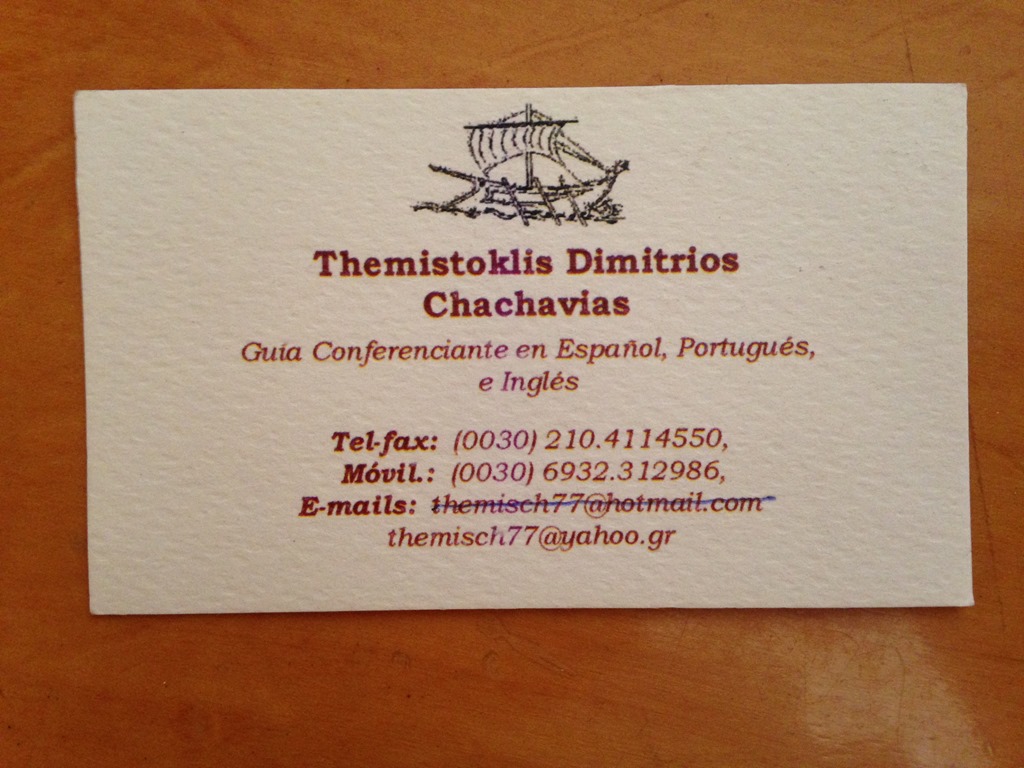 Themistoklis Dimitrios
Chachavias
Guía Conferenciante en Español, Portugués,
e Inglés
Tel-fax: (0030) 210.4114550,
Móvil.: (0030) 6932.312986,
E-mails: themisch77@hotmail.com
themisch77@yahoo.gr